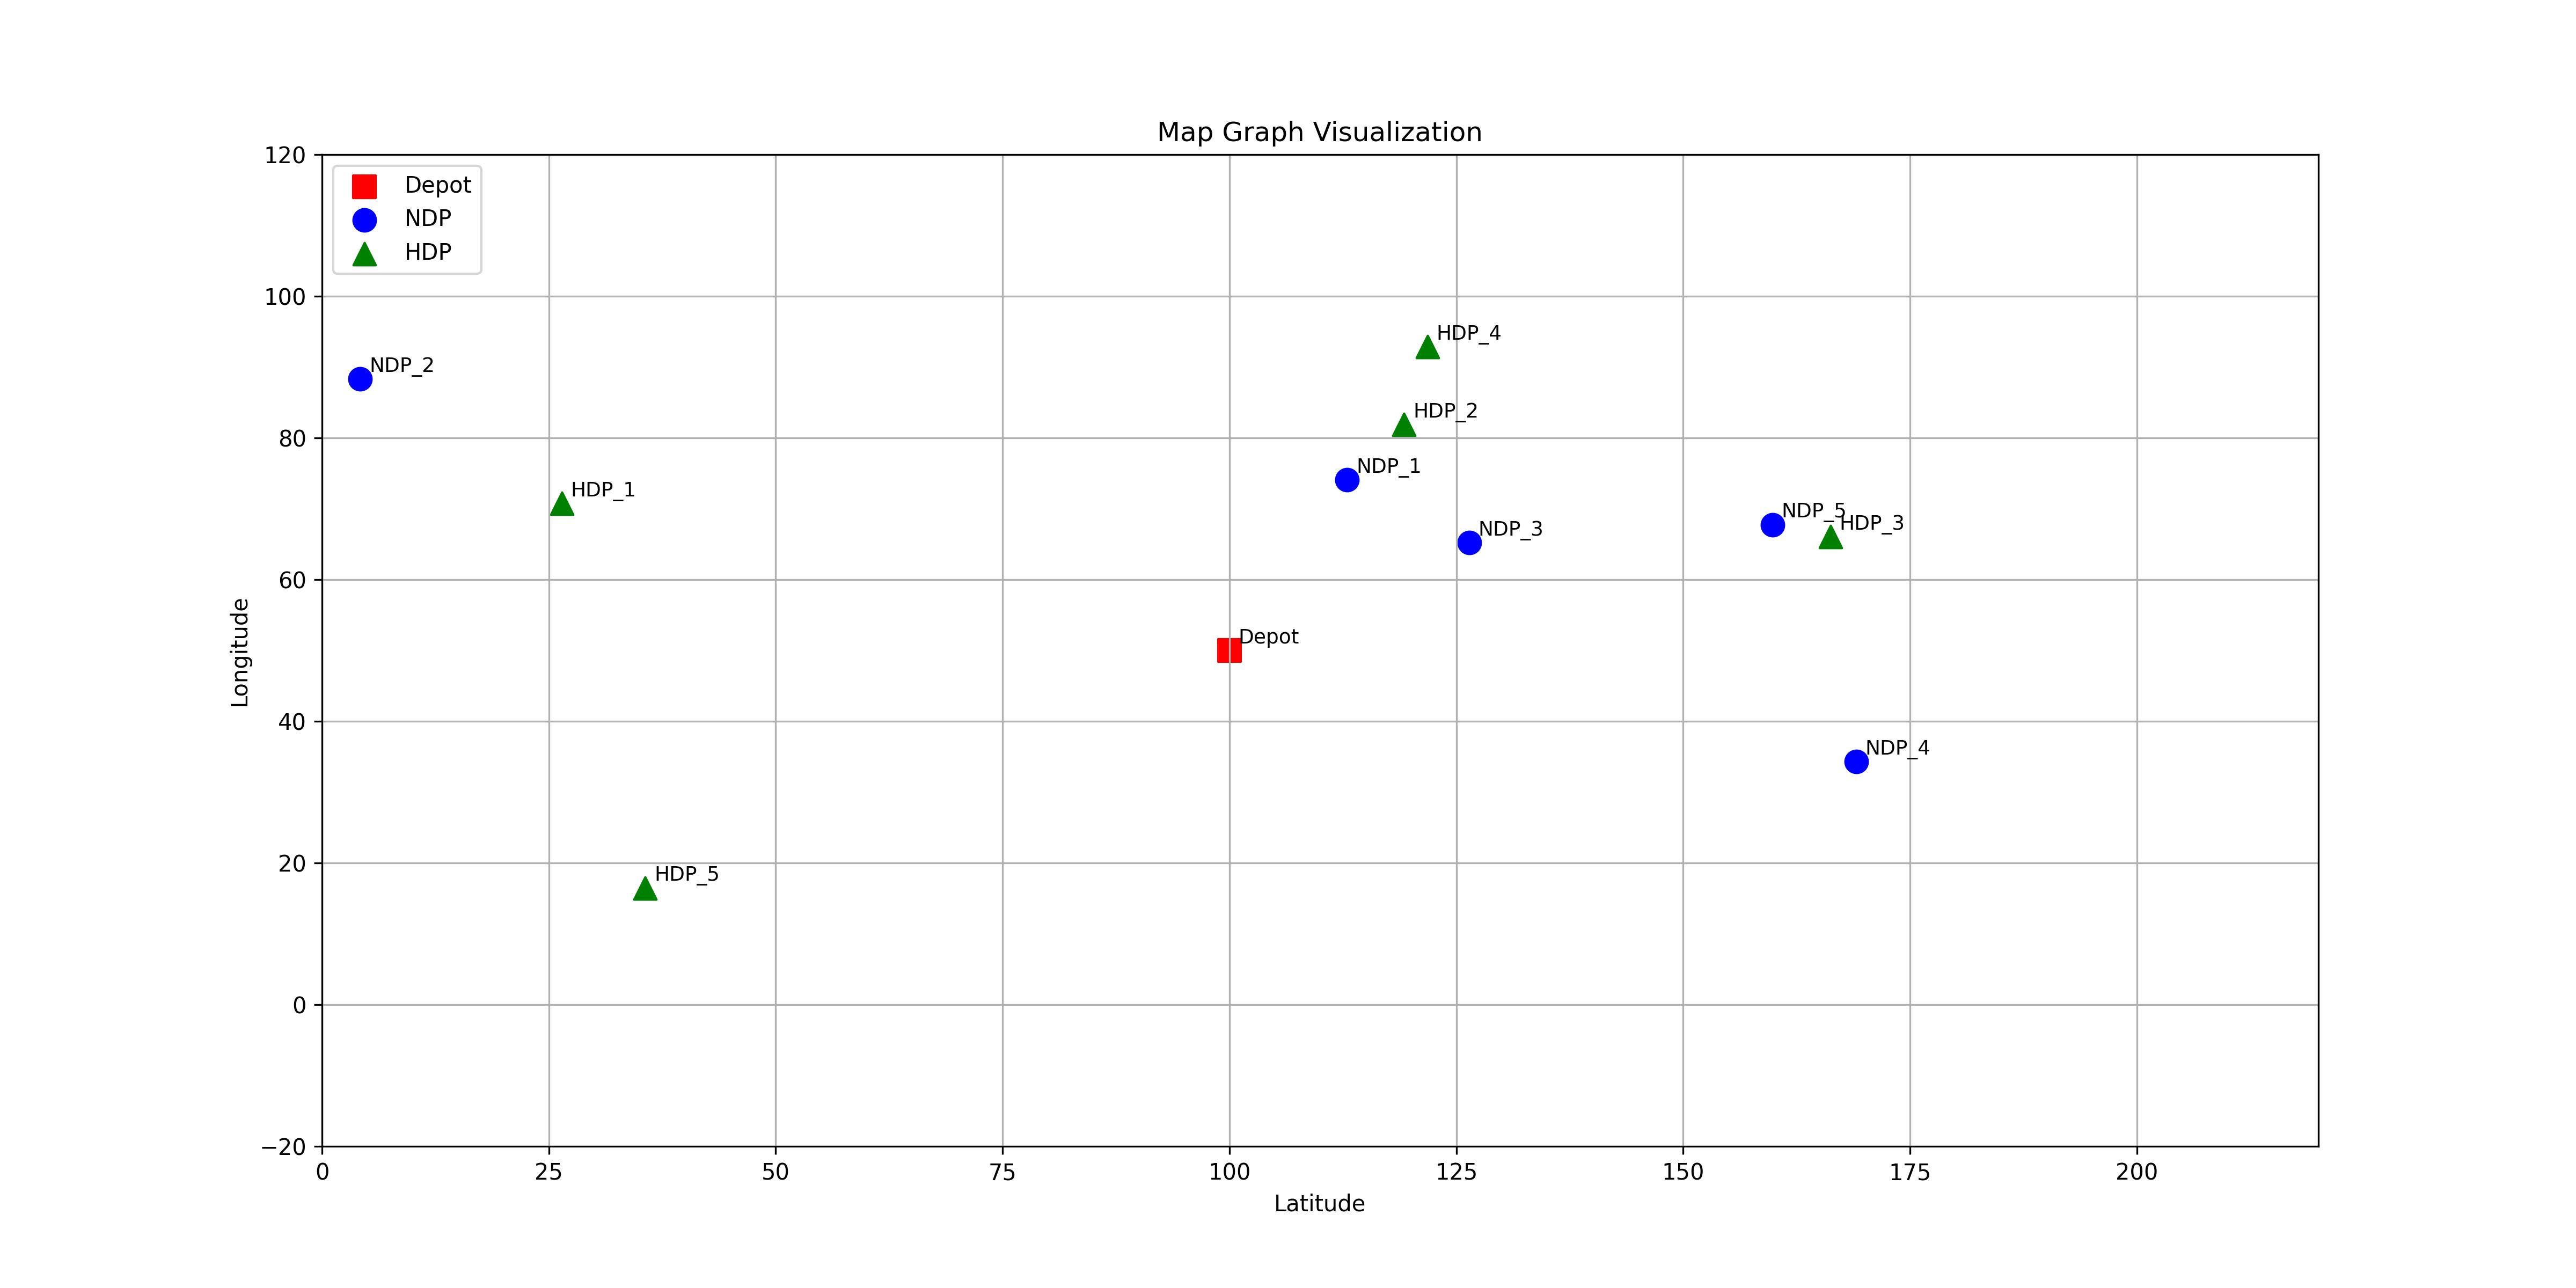 Map Graph Visualization
120
100
80
60
40
20
0
−20
Longitude
Depot
NDP
HDP
HDP_4
NDP_2
HDP_2
NDP_1
HDP_1
NDP_5
HDP_3
NDP_3
Depot
NDP_4
HDP_5
0 25 50 75 100 125 150 175 200
Latitude